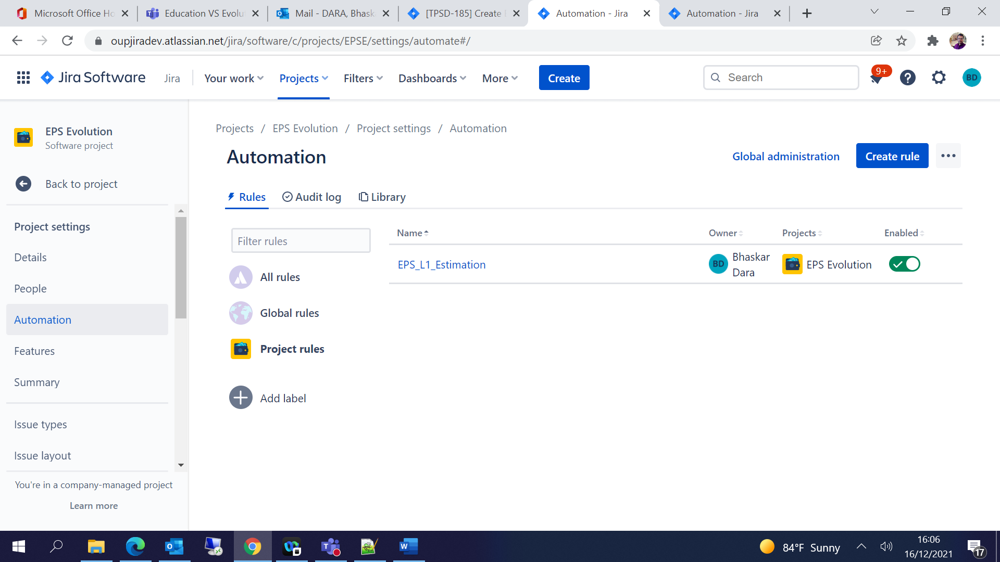 Microsoft Office Ho
Education VS Evolu
Mail - DARA, Bhaska
[TPSD-185] Create
Automation - Jira
Automation - Jira
oupjiradev.atlassian.net/jira/software/c/projects/EPSE/settings/automate#/
Jira Software
Jira
Your work
Projects
Filters
Dashboards
More
Create
Search
9+
BD
EPS Evolution
Software project
Back to project
Project settings
Details
People
Automation
Features
Summary
Issue types
Issue layout
You're in a company-managed project
Learn more
Projects / EPS Evolution / Project settings / Automation
Automation
Global administration
Create rule
Rules
Audit log
Library
Filter rules
All rules
Global rules
Project rules
Add label
Name Owner Projects Enabled
EPS_L1_Estimation
BD
Bhaskar
Dara
EPS Evolution
84°F Sunny
16:06
16/12/2021
17